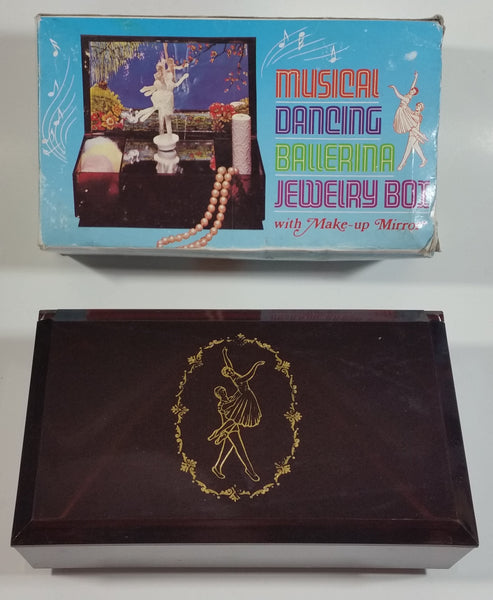 MUSICAL
DANCING
BALLERINA
JEWELRY BOX
with Make-up Mirror